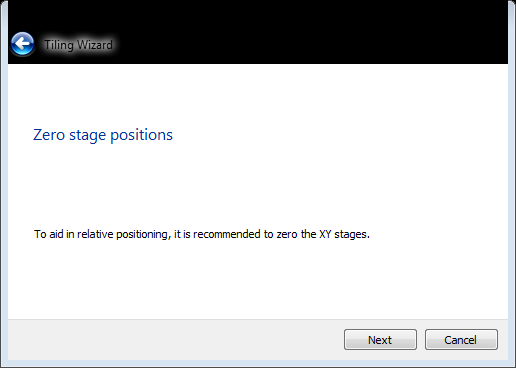 Tiling Wizard
Zero stage positions
To aid in relative positioning, it is recommended to zero the XY stages.
Next
Cancel